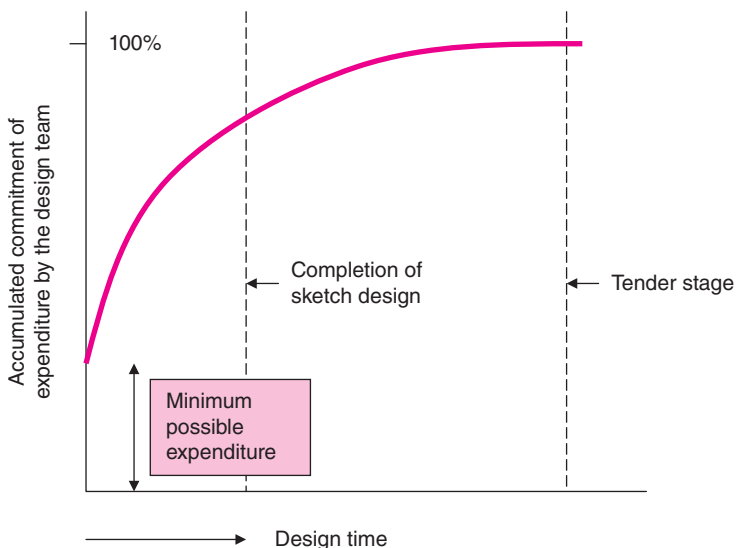 100%
Accumulated commitment of
expenditure by the design team
Completion of
sketch design
Tender stage
Minimum
possible
expenditure
Design time